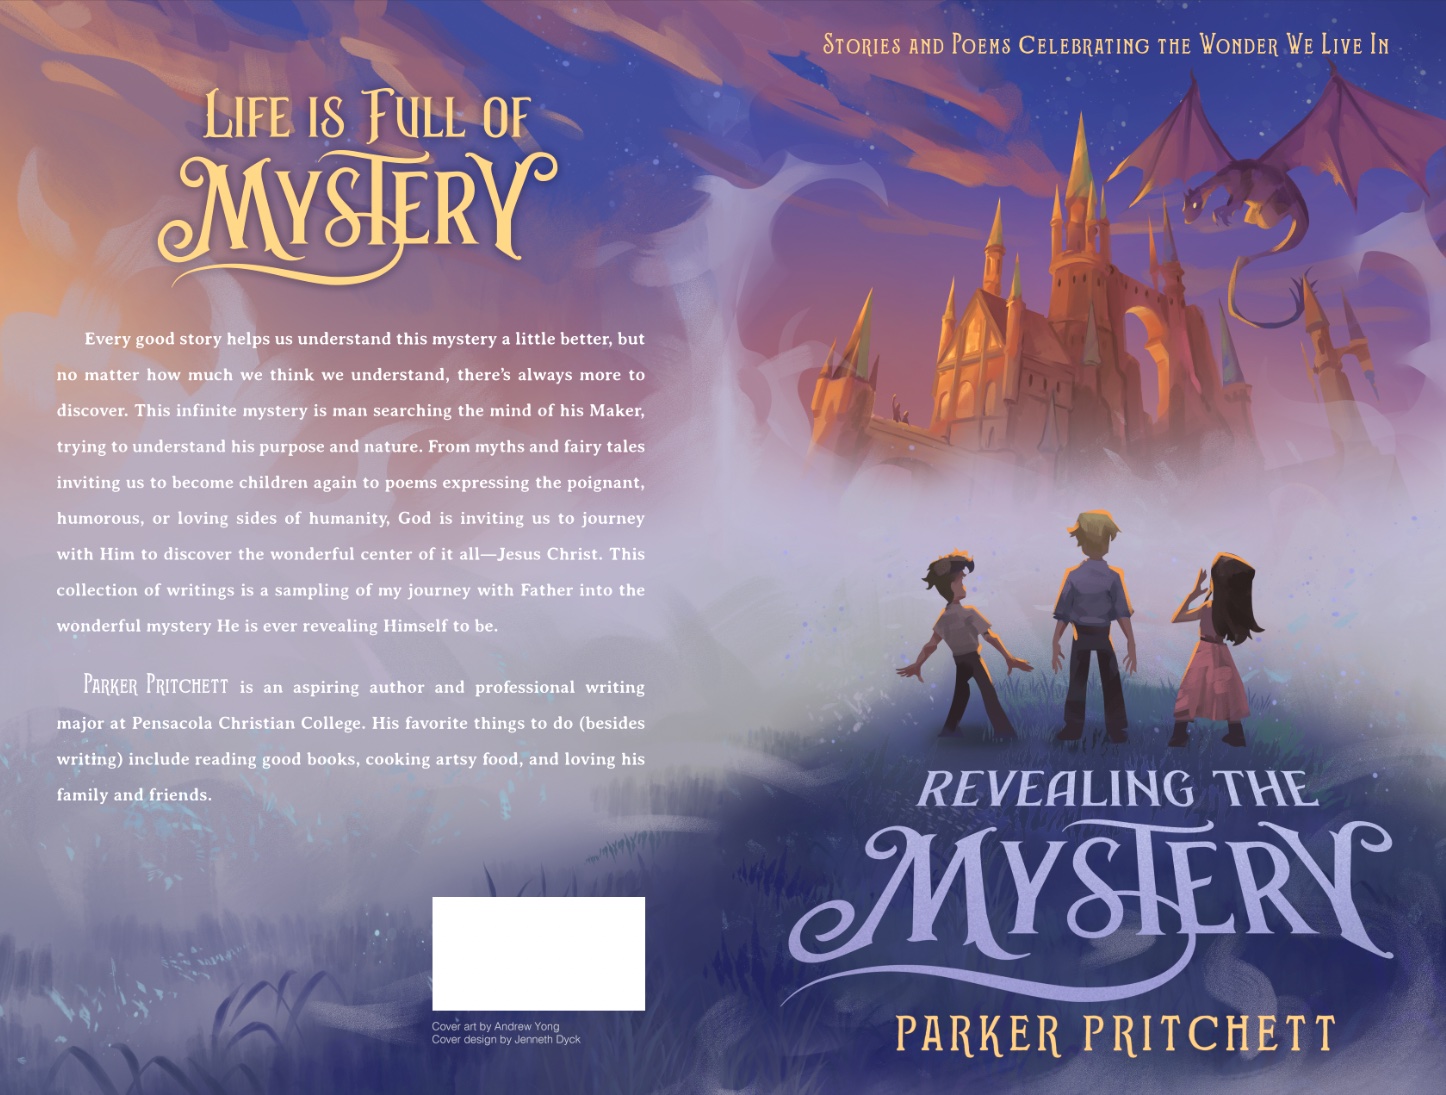 Life is Full of
Mystery
Every good story helps us understand this mystery a little better, but
no matter how much we think we understand, there's always more to
discover. This infinite mystery is man searching the mind of his Maker,
trying to understand his purpose and nature. From myths and fairy tales
inviting us to become children again to poems expressing the poignant,
humorous, or loving sides of humanity, God is inviting us to journey
with Him to discover the wonderful center of it all—Jesus Christ. This
collection of writings is a sampling of my journey with Father into the
wonderful mystery He is ever revealing Himself to be.
Parker Pritchett is an aspiring author and professional writing
major at Pensacola Christian College. His favorite things to do (besides
writing) include reading good books, cooking artsy food, and loving his
family and friends.
Cover art by Andrew Yong
Cover design by Jenneth Dyck
Stories and Poems Celebrating the Wonder We Live In
Revealing the
Mystery
Parker Pritchett